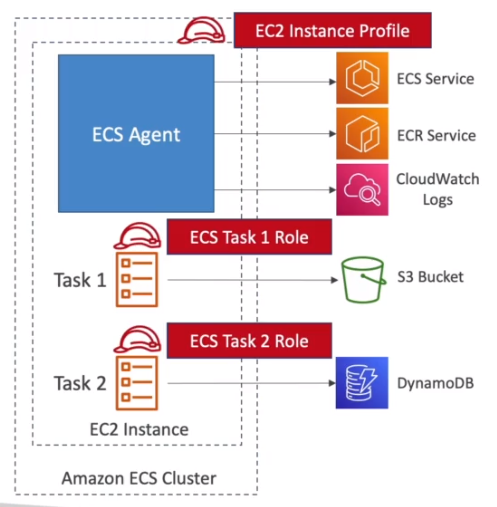 EC2 Instance Profile
ECS Agent
ECS Service
ECR Service
CloudWatch
Logs
ECS Task 1 Role
Task 1
S3 Bucket
ECS Task 2 Role
Task 2
DynamoDB
EC2 Instance
Amazon ECS Cluster